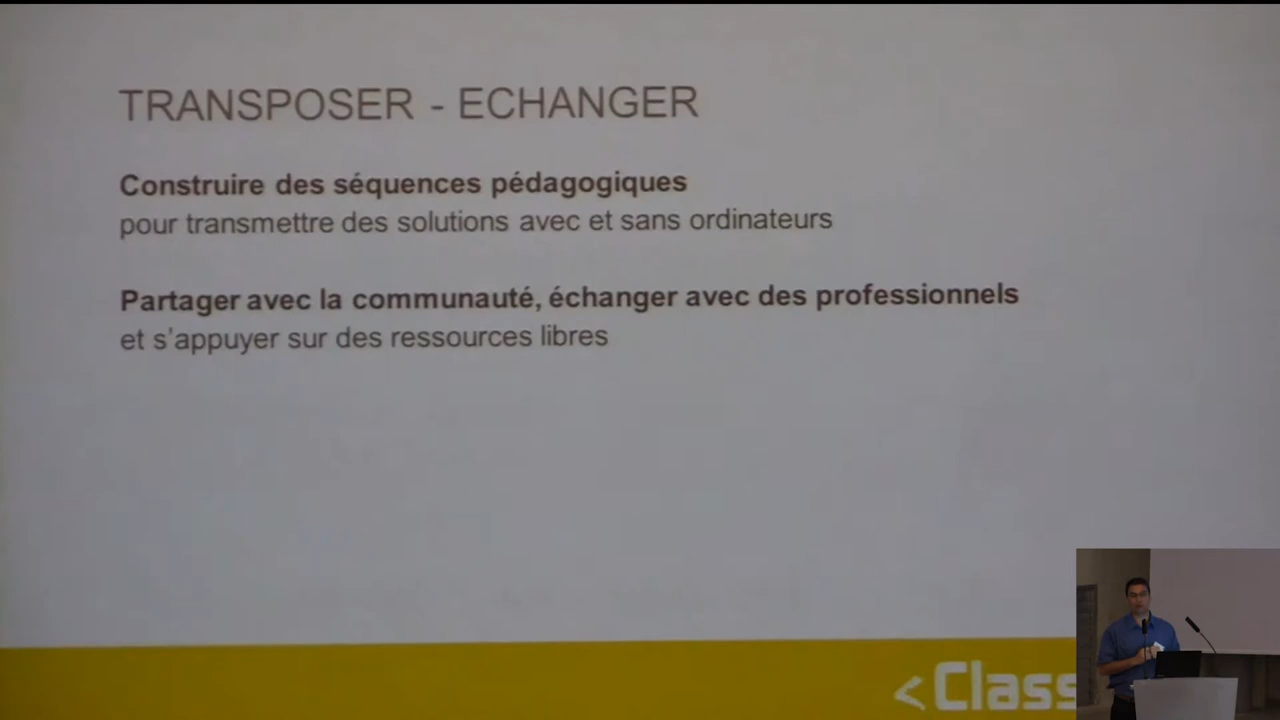 TRANSPOSER - ECHANGER
Construire des séquences pédagogiques
pour transmettre des solutions avec et sans ordinateurs
Partager avec la communauté, échanger avec des professionnels
et s'appuyer sur des ressources libres
<Class